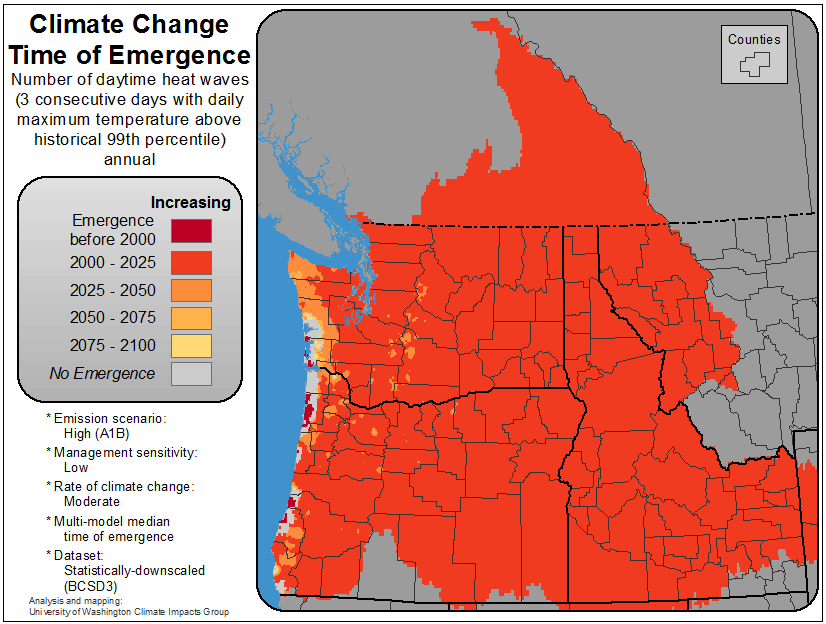 Climate Change
Time of Emergence
Number of daytime heat waves
(3 consecutive days with daily
maximum temperature above
historical 99th percentile)
annual
Increasing
Emergence
before 2000
2000 - 2025
2025 - 2050
2050 - 2075
2075 - 2100
No Emergence
* Emission scenario:
High (A1B)
* Management sensitivity:
Low
* Rate of climate change:
Moderate
* Multi-model median
time of emergence
* Dataset:
Statistically-downscaled
(BCSD3)
Analysis and mapping:
University of Washington Climate Impacts Group
Counties